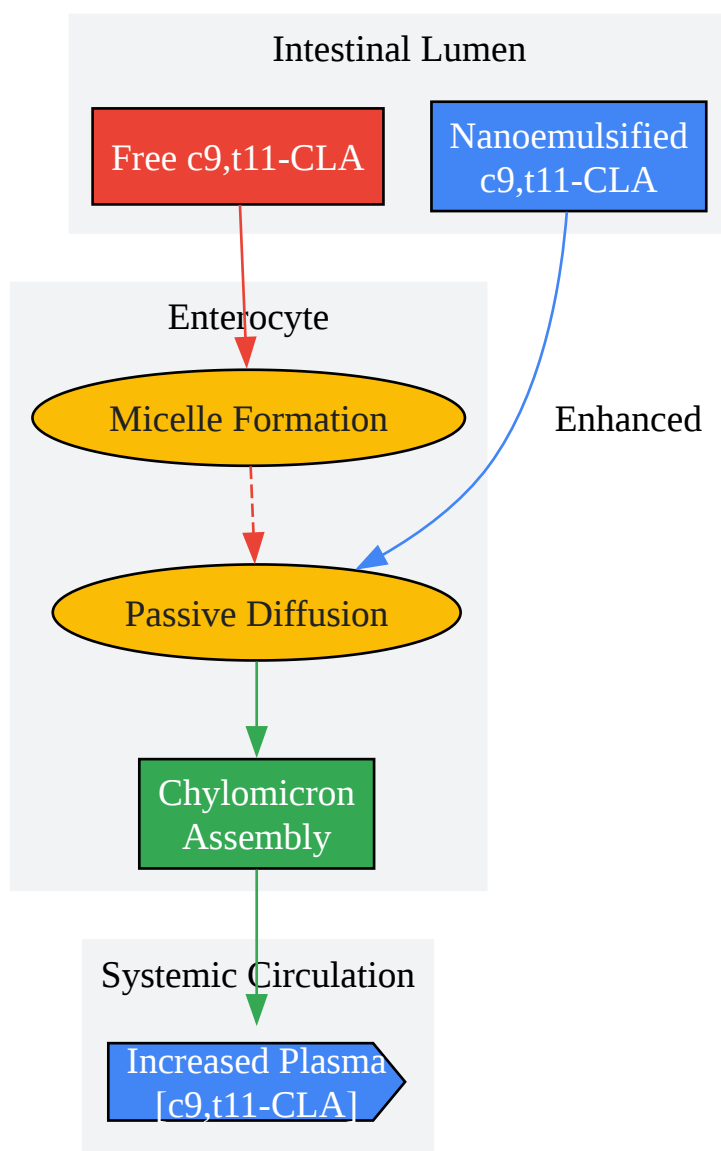 Intestinal Lumen
Free c9,t11-CLA
Nanoemulsified
c9,t11-CLA
Enterocyte
Micelle Formation
Enhanced
Passive Diffusion
Chylomicron
Assembly
Systemic Circulation
Increased Plasma
[c9,t11-CLA]